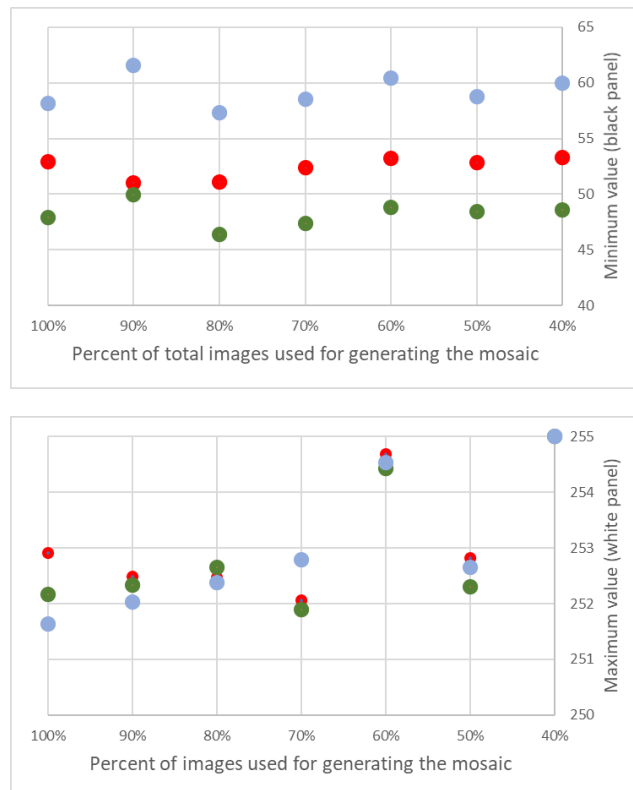 65
60
55
50
45
40
Minimum value (black panel)
100% 90% 80% 70% 60% 50% 40%
Percent of total images used for generating the mosaic
255
254
253
252
251
250
Maximum value (white panel)
100% 90% 80% 70% 60% 50% 40%
Percent of images used for generating the mosaic